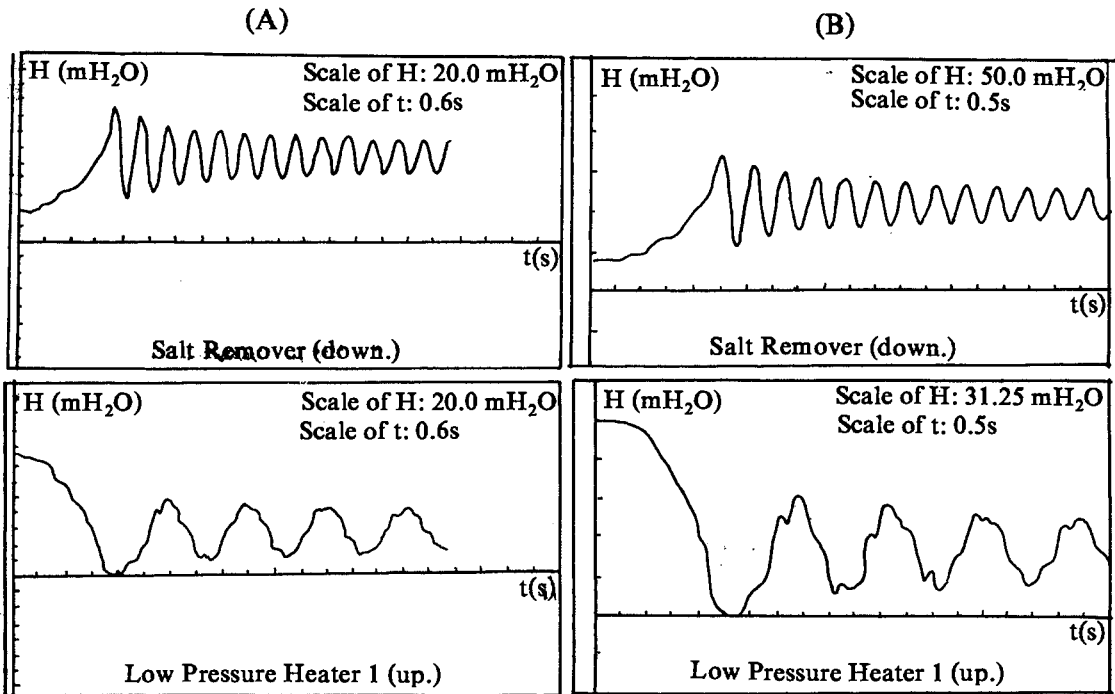 (A)
(B)
H (mH₂O)
Scale of H: 20.0 mH₂O
Scale of t: 0.6s
t(s)
Salt Remover (down.)
H (mH₂O)
Scale of H: 50.0 mH₂O
Scale of t: 0.5s
t(s)
Salt Remover (down.)
H (mH₂O)
Scale of H: 20.0 mH₂O
Scale of t: 0.6s
t(s)
Low Pressure Heater 1 (up.)
H (mH₂O)
Scale of H: 31.25 mH₂O
Scale of t: 0.5s
t(s)
Low Pressure Heater 1 (up.)